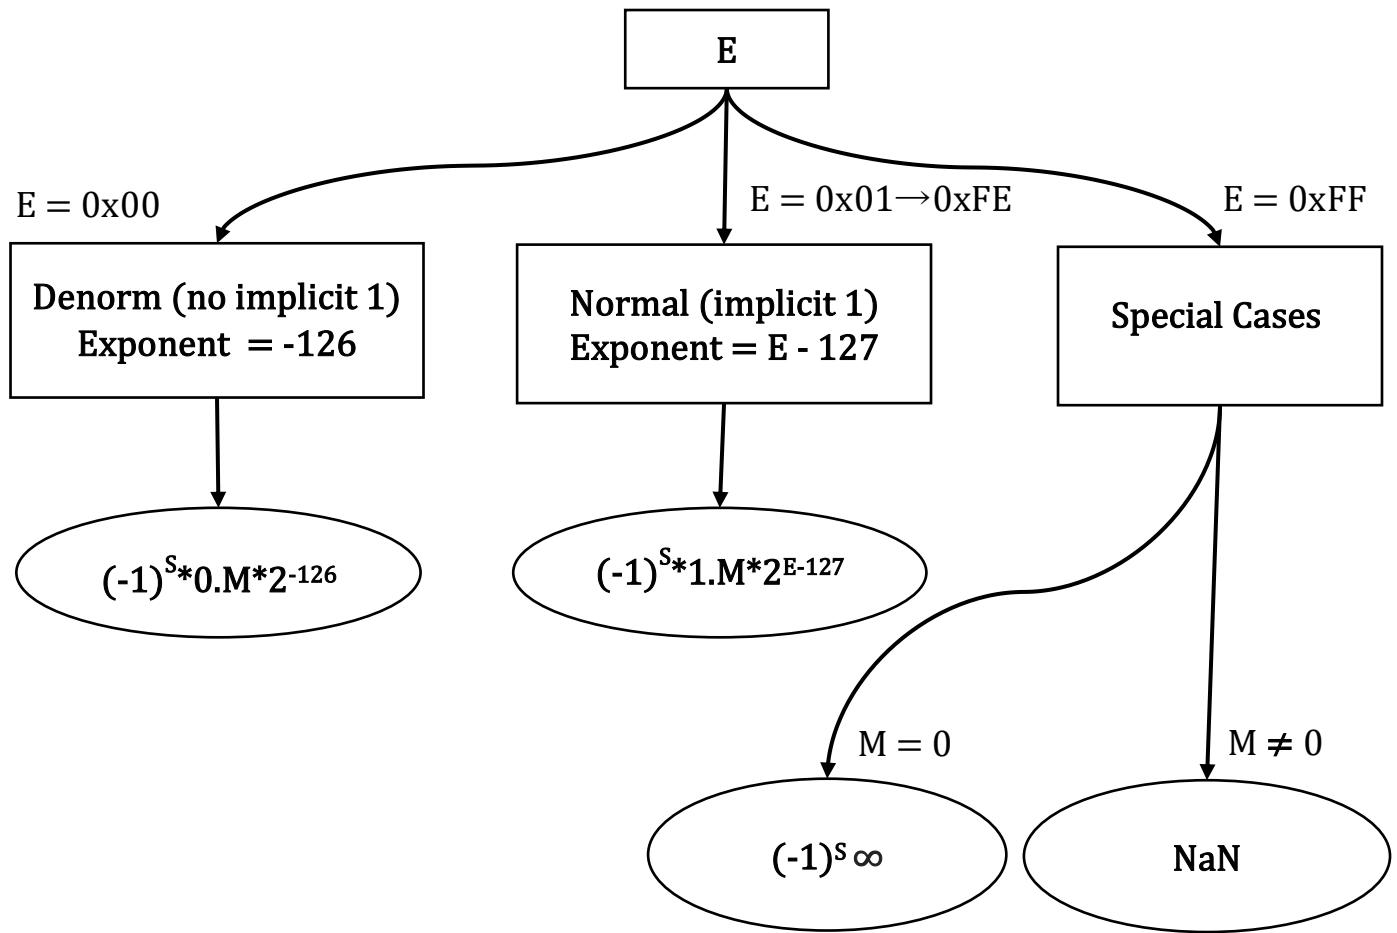 E
E = 0x00
E = 0x01→0xFE
E = 0xFF
Denorm (no implicit 1)
Exponent = -126
Normal (implicit 1)
Exponent = E - 127
Special Cases
(-1)^S*0.M*2^-126
(-1)^S*1.M*2^E-127
M = 0
M ≠ 0
(-1)^S ∞
NaN